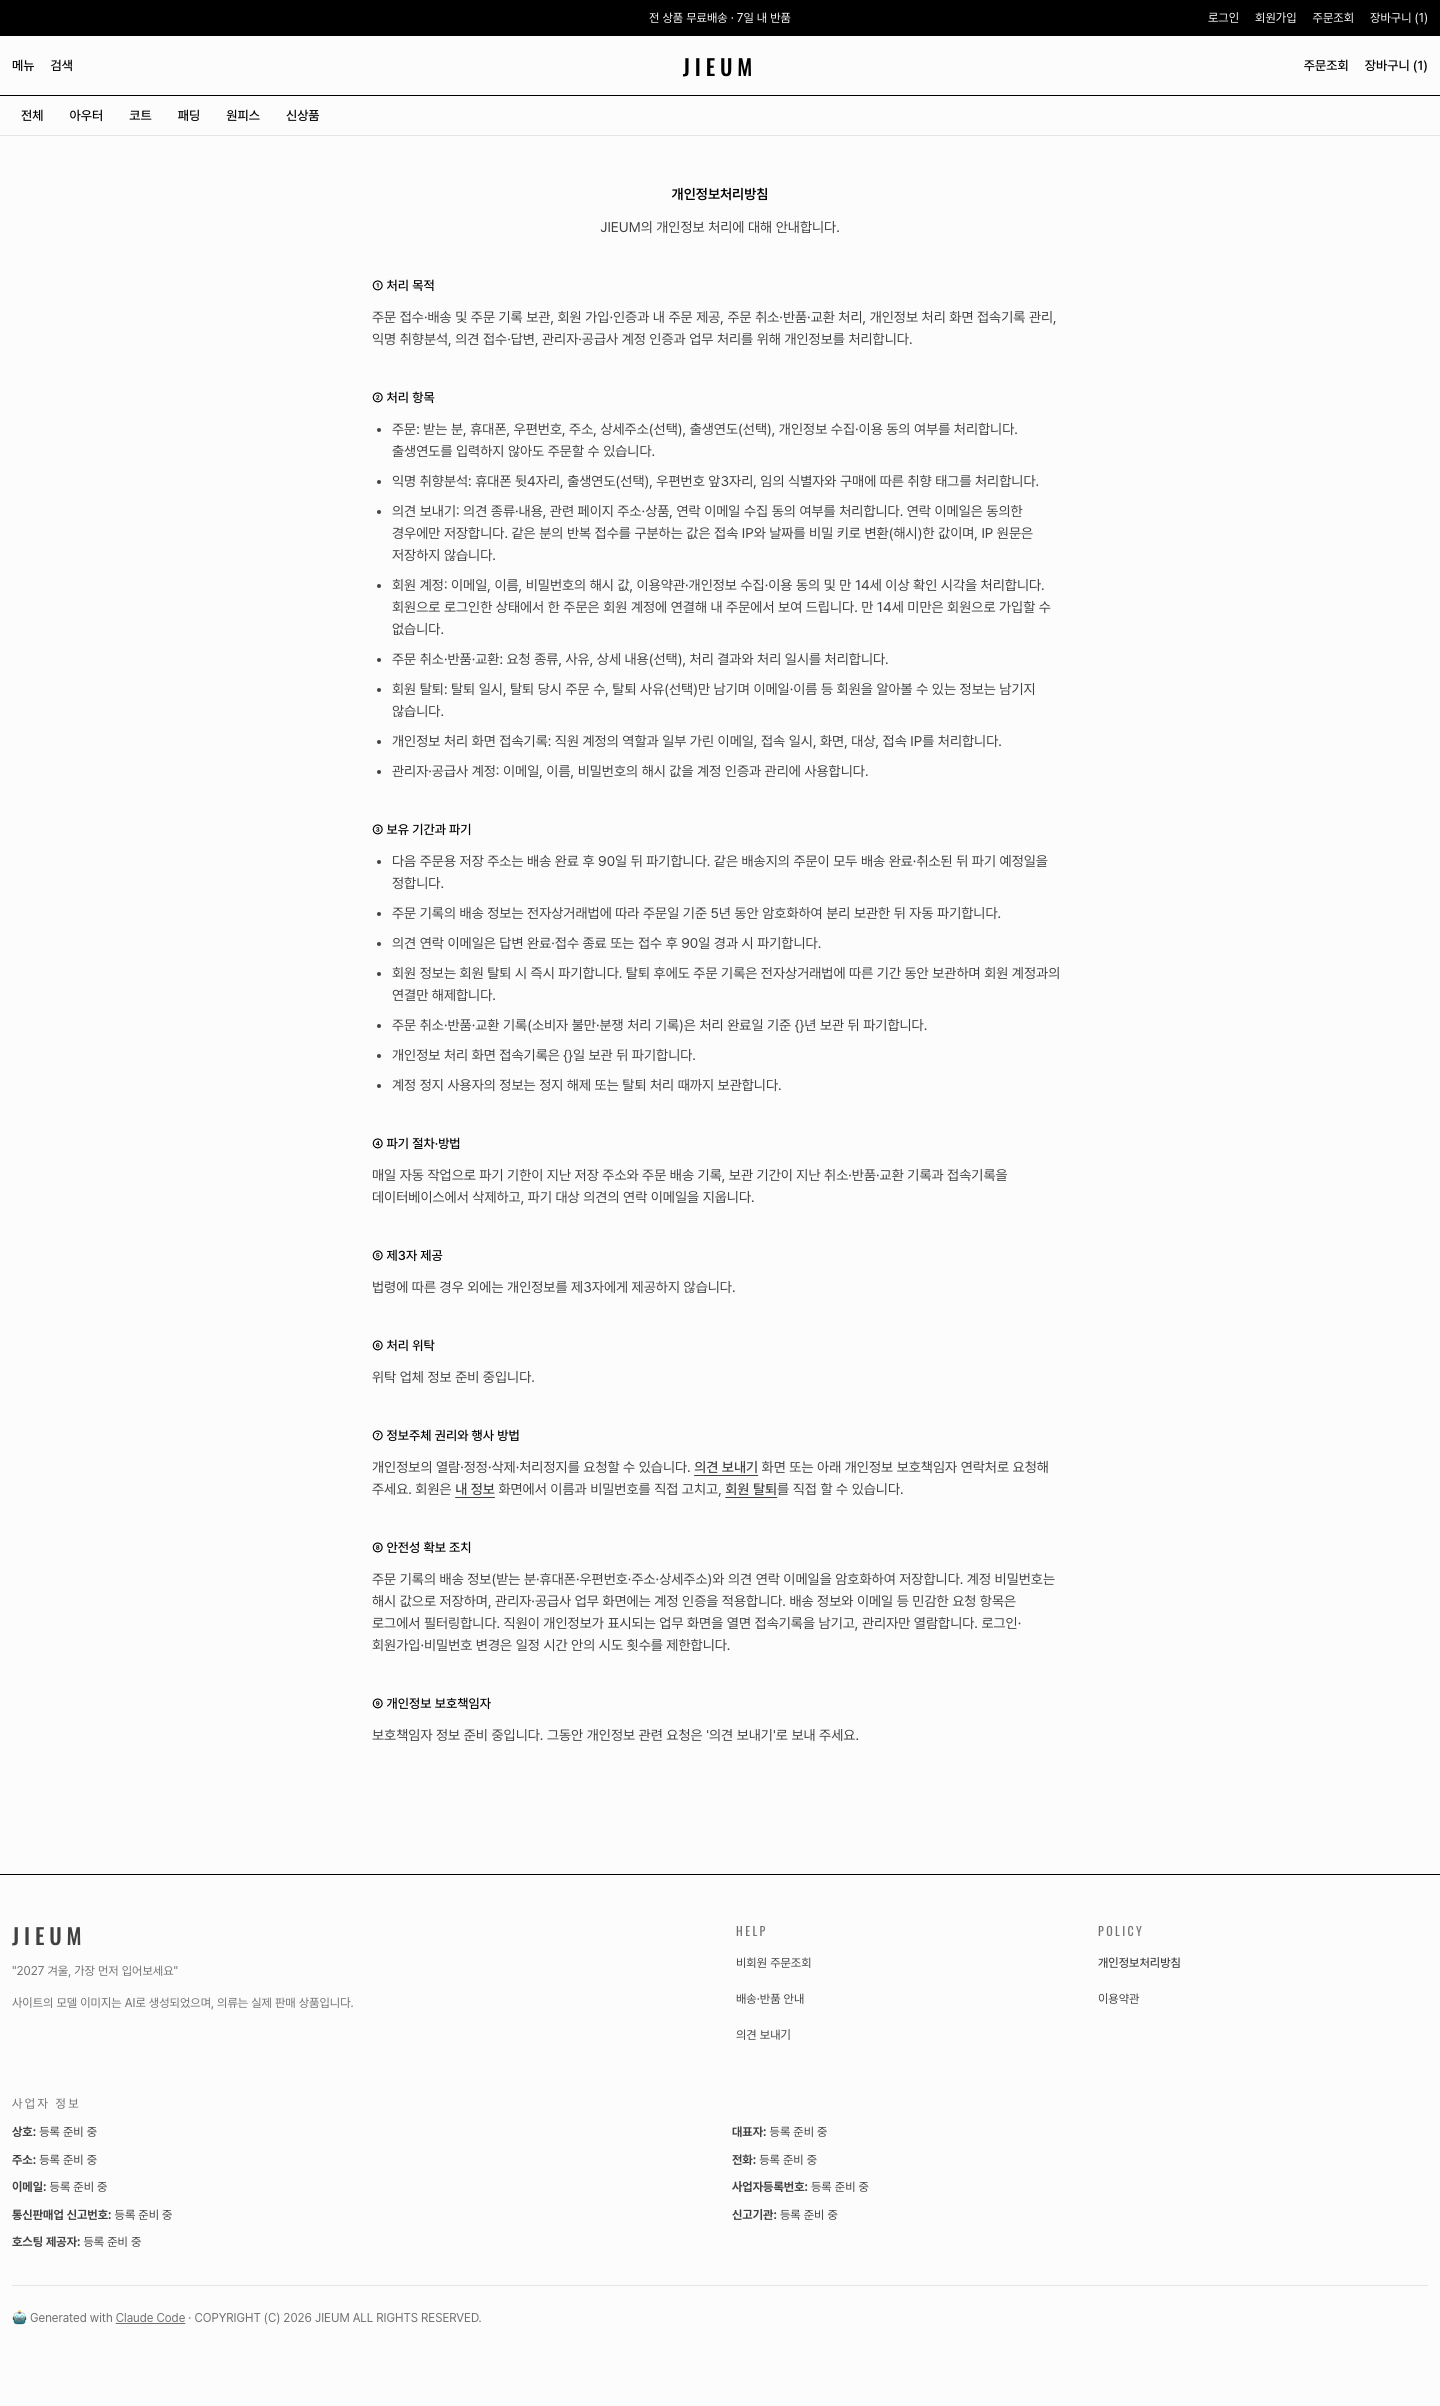 전 상품 무료배송 · 7일 내 반품
로그인 회원가입 주문조회 장바구니 (1)
메뉴 검색
JIEUM
주문조회 장바구니 (1)
전체 아우터 코트 패딩 원피스 신상품
개인정보처리방침
JIEUM의 개인정보 처리에 대해 안내합니다.
① 처리 목적
주문 접수·배송 및 주문 기록 보관, 회원 가입·인증과 내 주문 제공, 주문 취소·반품·교환 처리, 개인정보 처리 화면 접속기록 관리,
익명 취향분석, 의견 접수·답변, 관리자·공급사 계정 인증과 업무 처리를 위해 개인정보를 처리합니다.
② 처리 항목
• 주문: 받는 분, 휴대폰, 우편번호, 주소, 상세주소(선택), 출생연도(선택), 개인정보 수집·이용 동의 여부를 처리합니다.
출생연도를 입력하지 않아도 주문할 수 있습니다.
• 익명 취향분석: 휴대폰 뒷4자리, 출생연도(선택), 우편번호 앞3자리, 임의 식별자와 구매에 따른 취향 태그를 처리합니다.
• 의견 보내기: 의견 종류·내용, 관련 페이지 주소·상품, 연락 이메일 수집 동의 여부를 처리합니다. 연락 이메일은 동의한
경우에만 저장합니다. 같은 분의 반복 접수를 구분하는 값은 접속 IP와 날짜를 비밀 키로 변환(해시)한 값이며, IP 원문은
저장하지 않습니다.
• 회원 계정: 이메일, 이름, 비밀번호의 해시 값, 이용약관·개인정보 수집·이용 동의 및 만 14세 이상 확인 시각을 처리합니다.
회원으로 로그인한 상태에서 한 주문은 회원 계정에 연결해 내 주문에서 보여 드립니다. 만 14세 미만은 회원으로 가입할 수
없습니다.
• 주문 취소·반품·교환: 요청 종류, 사유, 상세 내용(선택), 처리 결과와 처리 일시를 처리합니다.
• 회원 탈퇴: 탈퇴 일시, 탈퇴 당시 주문 수, 탈퇴 사유(선택)만 남기며 이메일·이름 등 회원을 알아볼 수 있는 정보는 남기지
않습니다.
• 개인정보 처리 화면 접속기록: 직원 계정의 역할과 일부 가린 이메일, 접속 일시, 화면, 대상, 접속 IP를 처리합니다.
• 관리자·공급사 계정: 이메일, 이름, 비밀번호의 해시 값을 계정 인증과 관리에 사용합니다.
③ 보유 기간과 파기
• 다음 주문용 저장 주소는 배송 완료 후 90일 뒤 파기합니다. 같은 배송지의 주문이 모두 배송 완료·취소된 뒤 파기 예정일을
정합니다.
• 주문 기록의 배송 정보는 전자상거래법에 따라 주문일 기준 5년 동안 암호화하여 분리 보관한 뒤 자동 파기합니다.
• 의견 연락 이메일은 답변 완료·접수 종료 또는 접수 후 90일 경과 시 파기합니다.
• 회원 정보는 회원 탈퇴 시 즉시 파기합니다. 탈퇴 후에도 주문 기록은 전자상거래법에 따른 기간 동안 보관하며 회원 계정과의
연결만 해제합니다.
• 주문 취소·반품·교환 기록(소비자 불만·분쟁 처리 기록)은 처리 완료일 기준 {}년 보관 뒤 파기합니다.
• 개인정보 처리 화면 접속기록은 {}일 보관 뒤 파기합니다.
• 계정 정지 사용자의 정보는 정지 해제 또는 탈퇴 처리 때까지 보관합니다.
④ 파기 절차·방법
매일 자동 작업으로 파기 기한이 지난 저장 주소와 주문 배송 기록, 보관 기간이 지난 취소·반품·교환 기록과 접속기록을
데이터베이스에서 삭제하고, 파기 대상 의견의 연락 이메일을 지웁니다.
⑤ 제3자 제공
법령에 따른 경우 외에는 개인정보를 제3자에게 제공하지 않습니다.
⑥ 처리 위탁
위탁 업체 정보 준비 중입니다.
⑦ 정보주체 권리와 행사 방법
개인정보의 열람·정정·삭제·처리정지를 요청할 수 있습니다. 의견 보내기 화면 또는 아래 개인정보 보호책임자 연락처로 요청해
주세요. 회원은 내 정보 화면에서 이름과 비밀번호를 직접 고치고, 회원 탈퇴를 직접 할 수 있습니다.
⑧ 안전성 확보 조치
주문 기록의 배송 정보(받는 분·휴대폰·우편번호·주소·상세주소)와 의견 연락 이메일을 암호화하여 저장합니다. 계정 비밀번호는
해시 값으로 저장하며, 관리자·공급사 업무 화면에는 계정 인증을 적용합니다. 배송 정보와 이메일 등 민감한 요청 항목은
로그에서 필터링합니다. 직원이 개인정보가 표시되는 업무 화면을 열면 접속기록을 남기고, 관리자만 열람합니다. 로그인·
회원가입·비밀번호 변경은 일정 시간 안의 시도 횟수를 제한합니다.
⑨ 개인정보 보호책임자
보호책임자 정보 준비 중입니다. 그동안 개인정보 관련 요청은 '의견 보내기'로 보내 주세요.
JIEUM
"2027 겨울, 가장 먼저 입어보세요"
사이트의 모델 이미지는 AI로 생성되었으며, 의류는 실제 판매 상품입니다.
HELP
비회원 주문조회
배송·반품 안내
의견 보내기
POLICY
개인정보처리방침
이용약관
사업자 정보
상호: 등록 준비 중
대표자: 등록 준비 중
주소: 등록 준비 중
전화: 등록 준비 중
이메일: 등록 준비 중
사업자등록번호: 등록 준비 중
통신판매업 신고번호: 등록 준비 중
신고기관: 등록 준비 중
호스팅 제공자: 등록 준비 중
🤖 Generated with Claude Code · COPYRIGHT (C) 2026 JIEUM ALL RIGHTS RESERVED.